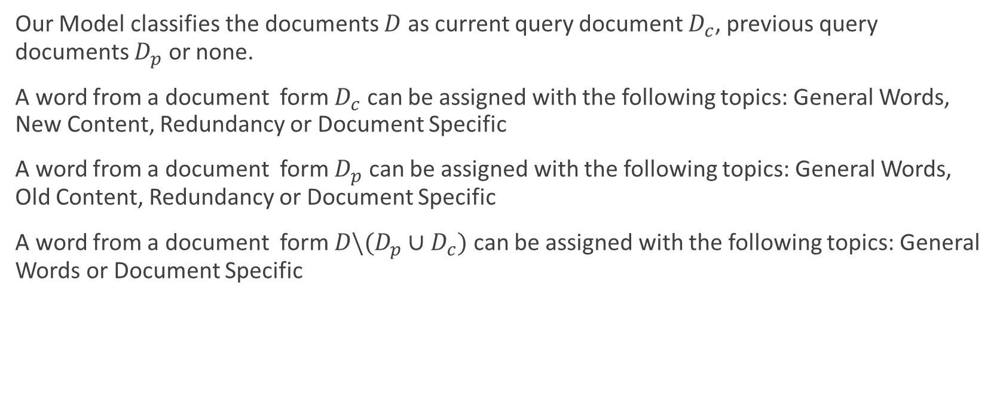 Our Model classifies the documents D as current query document D_c, previous query
documents D_p or none.
A word from a document form D_c can be assigned with the following topics: General Words,
New Content, Redundancy or Document Specific
A word from a document form D_p can be assigned with the following topics: General Words,
Old Content, Redundancy or Document Specific
A word from a document form D\(D_p ∪ D_c) can be assigned with the following topics: General
Words or Document Specific